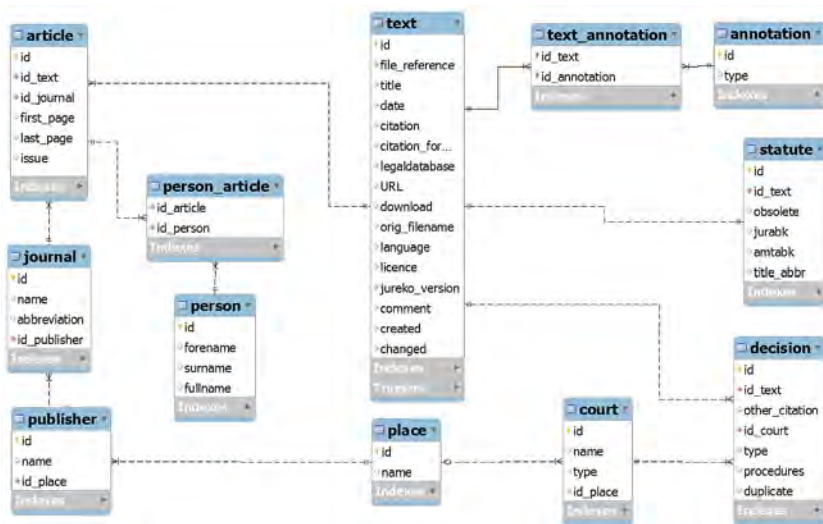 article
id
id_text
id_journal
first_page
last_page
issue
Indexes
person_article
id_article
id_person
Indexes
journal
id
name
abbreviation
id_publisher
Indexes
person
id
forename
surname
fullname
Indexes
publisher
id
name
id_place
Indexes
text
id
file_reference
title
date
citation
citation_for...
legaldatabase
URL
download
orig_filename
language
licence
jureko_version
comment
created
changed
Indexes
Triggers
place
id
name
Indexes
text_annotation
id_text
id_annotation
Indexes
annotation
id
type
Indexes
statute
id
id_text
obsolete
jurabk
amtabk
title_abbr
Indexes
court
id
name
type
id_place
Indexes
decision
id
id_text
other_citation
id_court
type
procedures
duplicate
Indexes